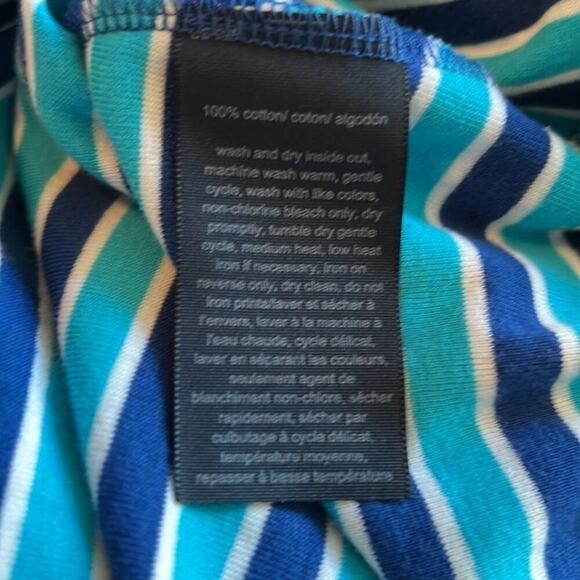 100% cotton/ coton/ algodón
wash and dry inside out,
machine wash warm, gentle
cycle, wash with like colors,
non-chlorine bleach only, dry
promptly, tumble dry gentle
cycle, medium heat, low heat
iron if necessary, iron on
reverse only, dry clean, do not
iron prints/laver et sécher à
l'envers, laver à la machine à
l'eau chaude, cycle délicat,
laver en séparant les couleurs,
seulement agent de
blanchiment non-chlore, sécher
rapidement, sécher par
culbutage à cycle délicat,
température moyenne,
repasser à basse température